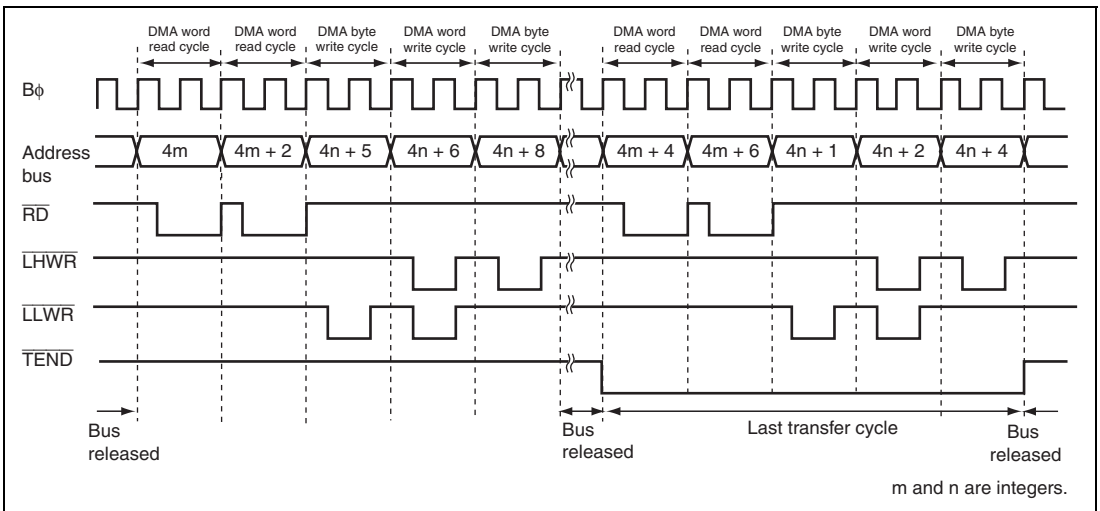 DMA word read cycle
DMA word read cycle
DMA byte write cycle
DMA word write cycle
DMA byte write cycle
DMA word read cycle
DMA word read cycle
DMA byte write cycle
DMA word write cycle
DMA byte write cycle
Bϕ
Address bus
4m
4m + 2
4n + 5
4n + 6
4n + 8
4m + 4
4m + 6
4n + 1
4n + 2
4n + 4
RD
LHWR
LLWR
TEND
Bus released
Bus released
Last transfer cycle
Bus released
m and n are integers.